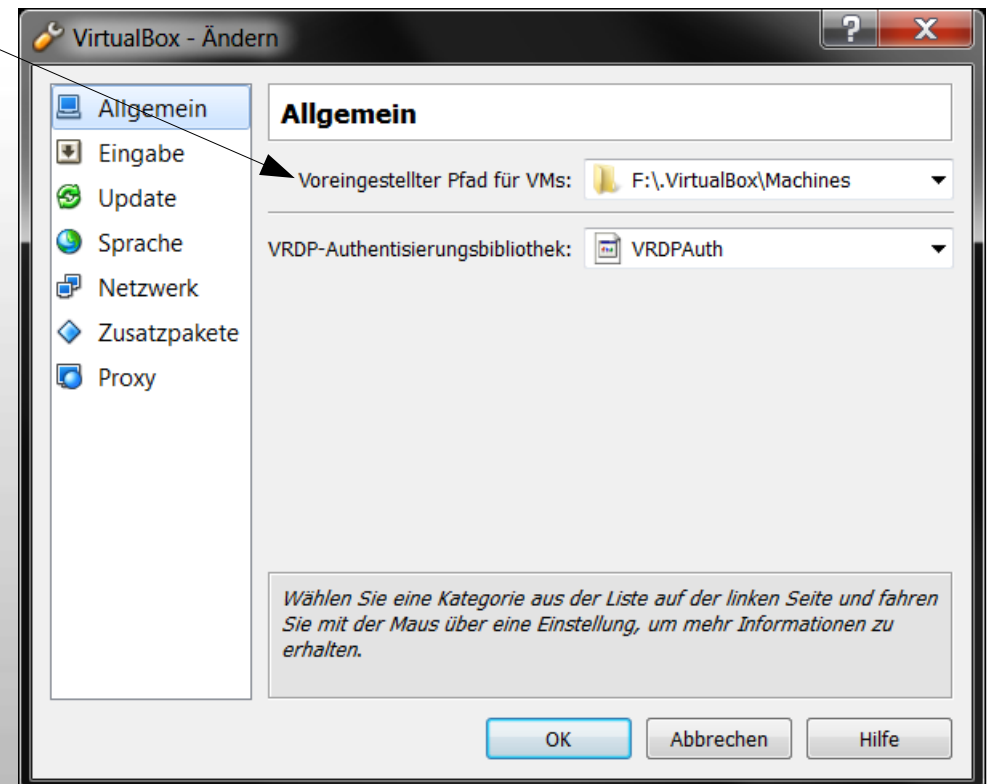 VirtualBox - Ändern
Allgemein
Eingabe
Update
Sprache
Netzwerk
Zusatzpakete
Proxy
Allgemein
Voreingestellter Pfad für VMs: F:\.VirtualBox\Machines
VRDP-Authentisierungsbibliothek: VRDPAuth
Wählen Sie eine Kategorie aus der Liste auf der linken Seite und fahren
Sie mit der Maus über eine Einstellung, um mehr Informationen zu
erhalten.
OK Abbrechen Hilfe